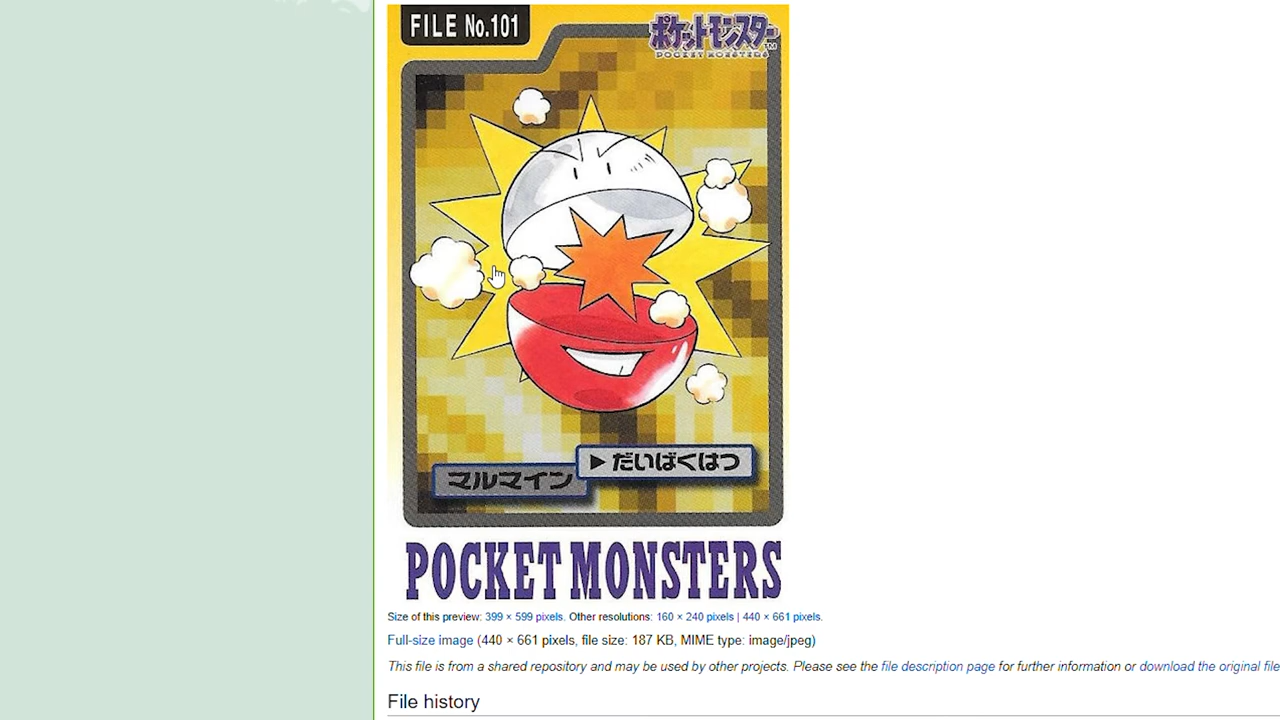 FILE No.101
ポケットモンスター™
POCKET MONSTERS
▶だいばくはつ
マルマイン
POCKET MONSTERS
Size of this preview: 399 × 599 pixels. Other resolutions: 160 × 240 pixels | 440 × 661 pixels.
Full-size image (440 × 661 pixels, file size: 187 KB, MIME type: image/jpeg)
This file is from a shared repository and may be used by other projects. Please see the file description page for further information or download the original file
File history